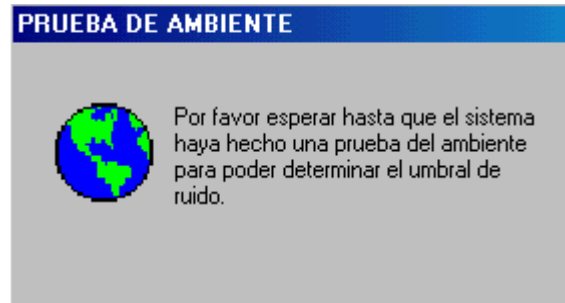 PRUEBA DE AMBIENTE
Por favor esperar hasta que el sistema
haya hecho una prueba del ambiente
para poder determinar el umbral de
ruido.